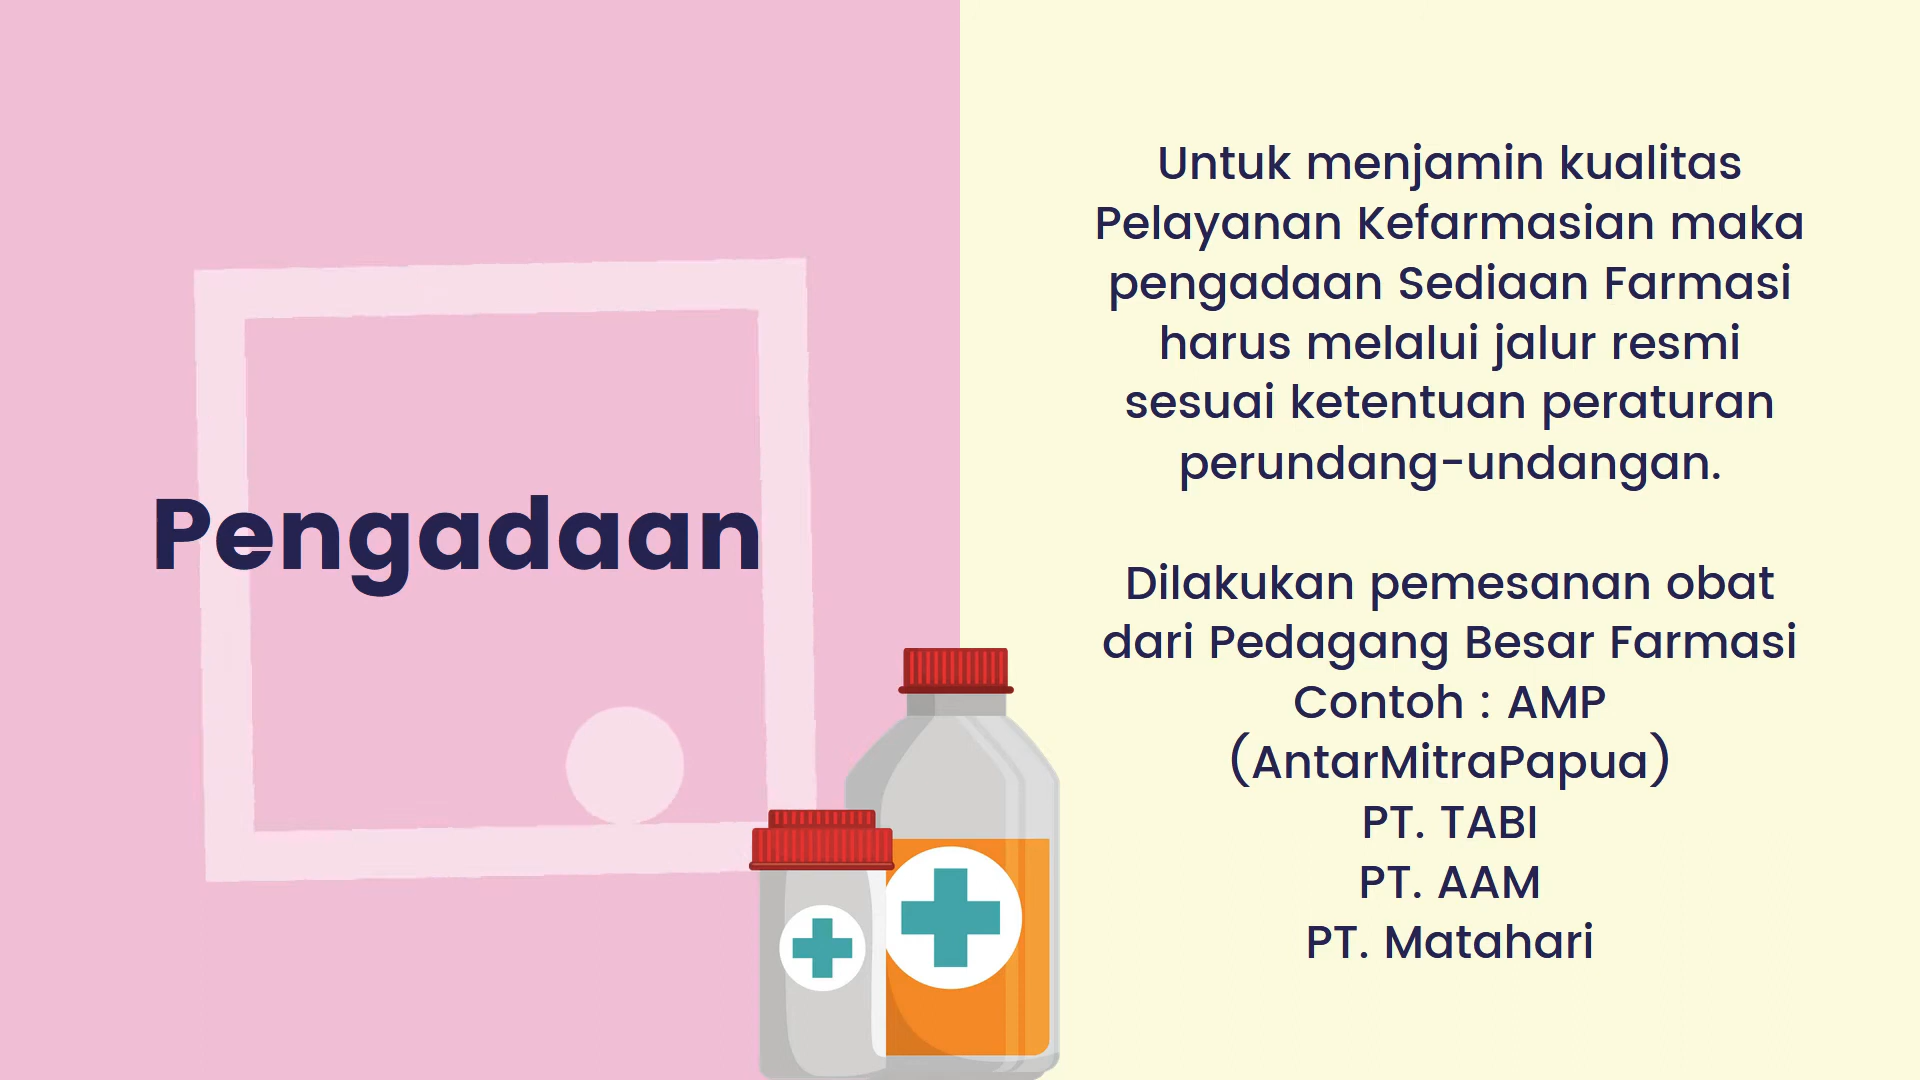 Pengadaan
Untuk menjamin kualitas
Pelayanan Kefarmasian maka
pengadaan Sediaan Farmasi
harus melalui jalur resmi
sesuai ketentuan peraturan
perundang-undangan.
Dilakukan pemesanan obat
dari Pedagang Besar Farmasi
Contoh : AMP
(AntarMitraPapua)
PT. TABI
PT. AAM
PT. Matahari